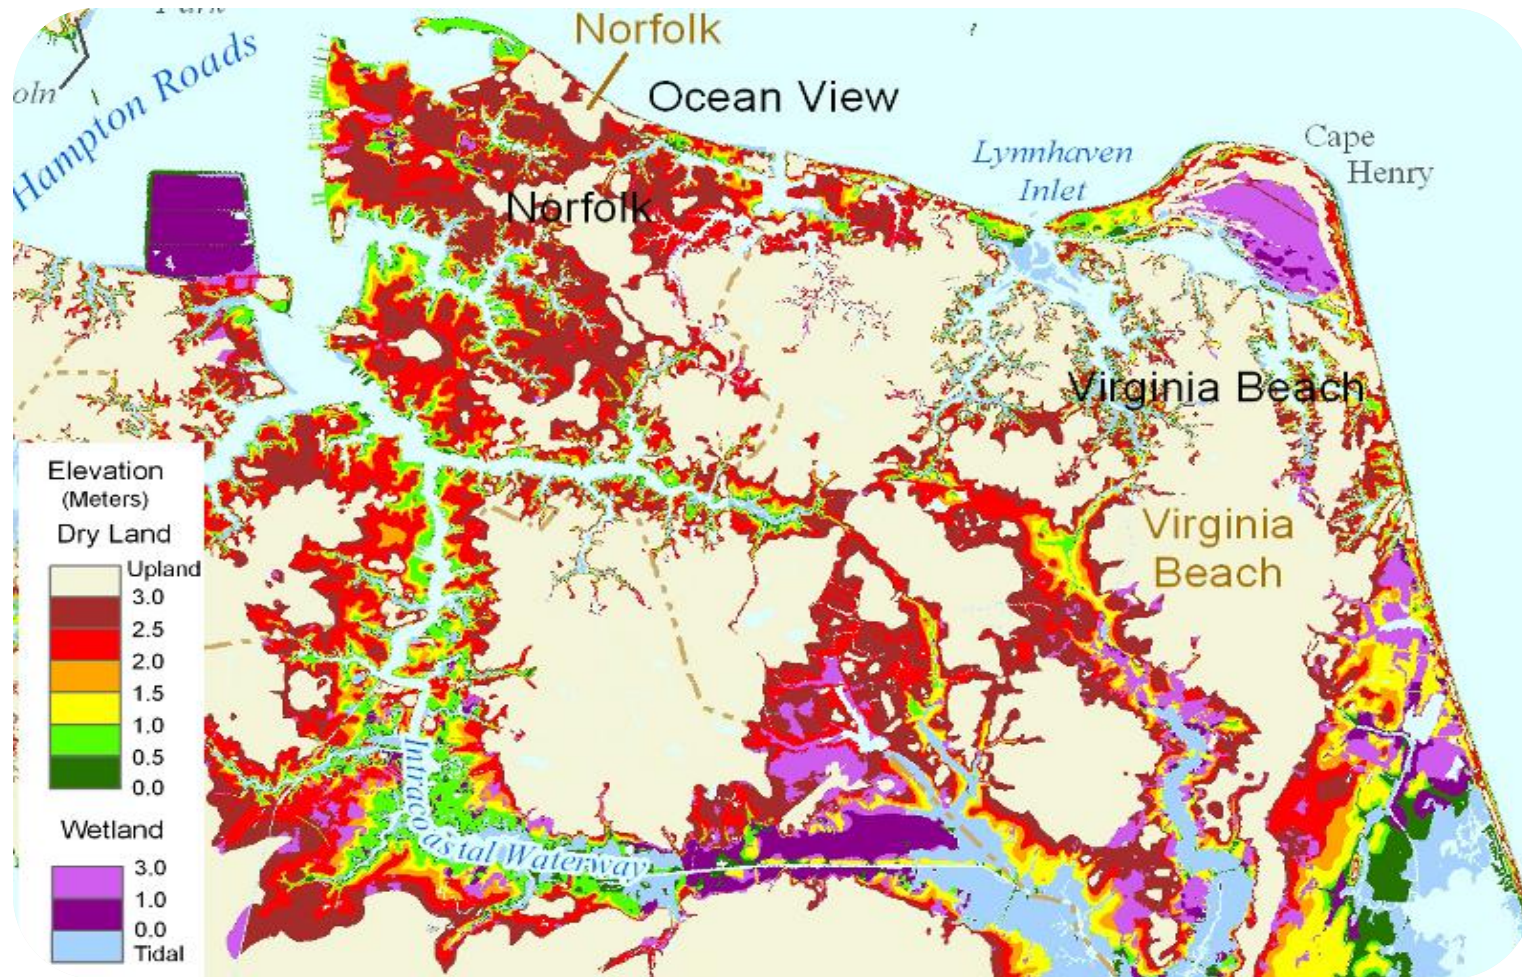 Norfolk
Ocean View
Hampton Roads
oln
Lynnhaven
Inlet
Cape
Henry
Norfolk
Virginia Beach
Virginia
Beach
Intracoastal Waterway
Elevation
(Meters)
Dry Land
Upland
3.0
2.5
2.0
1.5
1.0
0.5
0.0
Wetland
3.0
1.0
0.0
Tidal